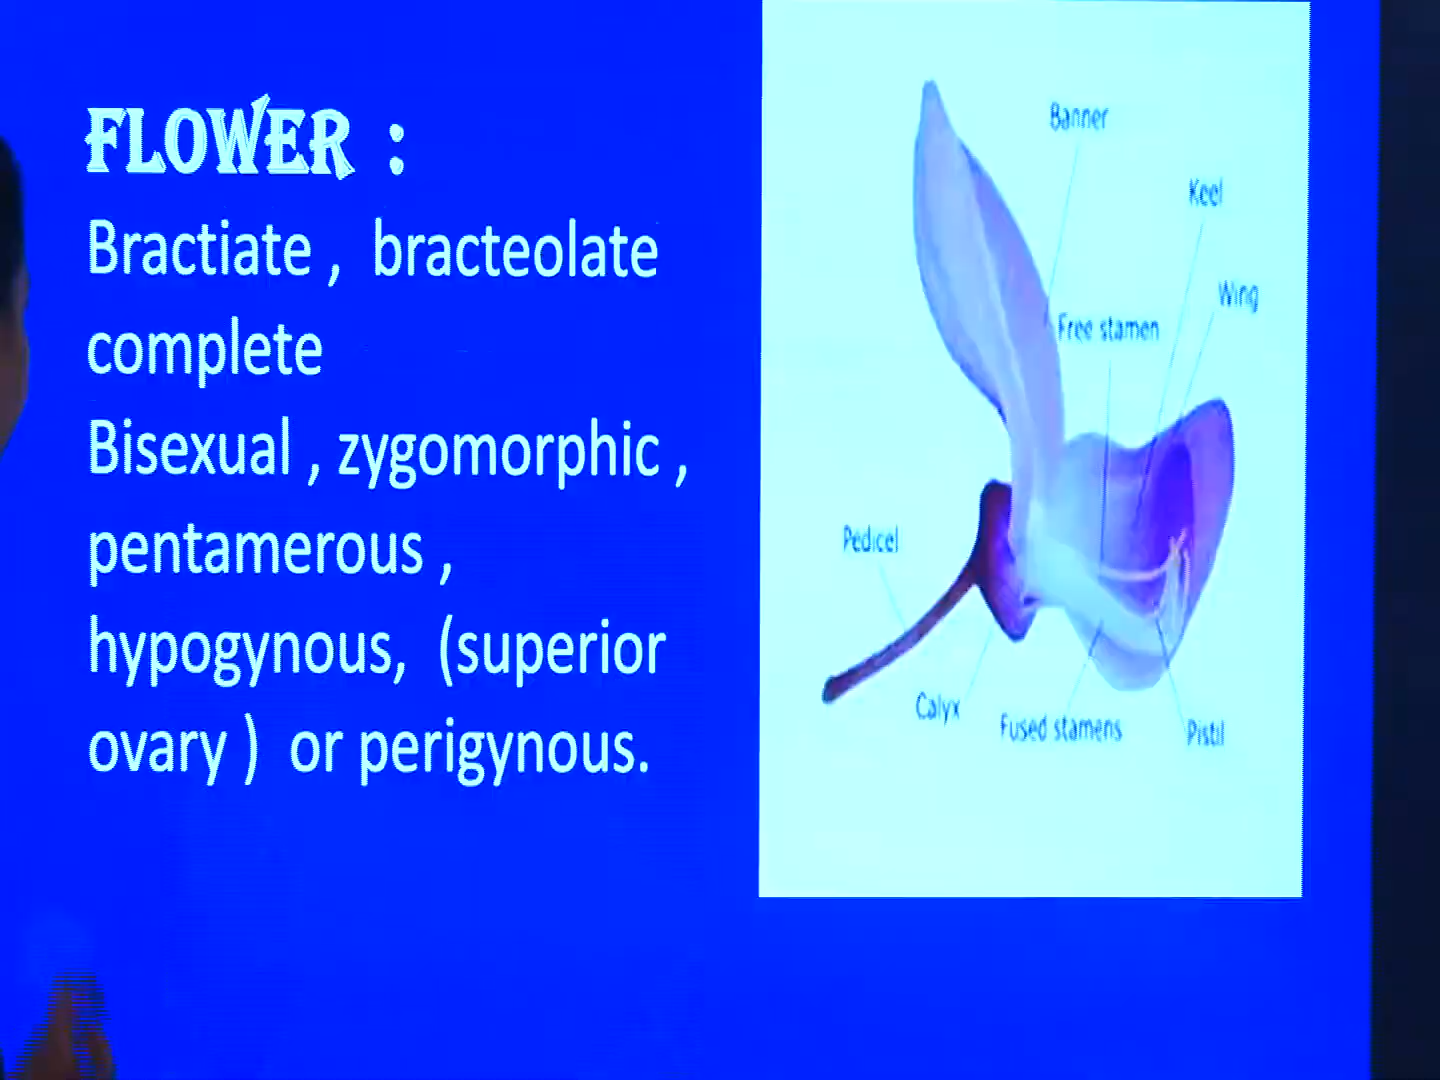 FLOWER :
Bractiate , bracteolate
complete
Bisexual , zygomorphic ,
pentamerous ,
hypogynous, (superior
ovary ) or perigynous.
Banner
Keel
Wing
Free stamen
Pedicel
Calyx
Fused stamens
Pistil